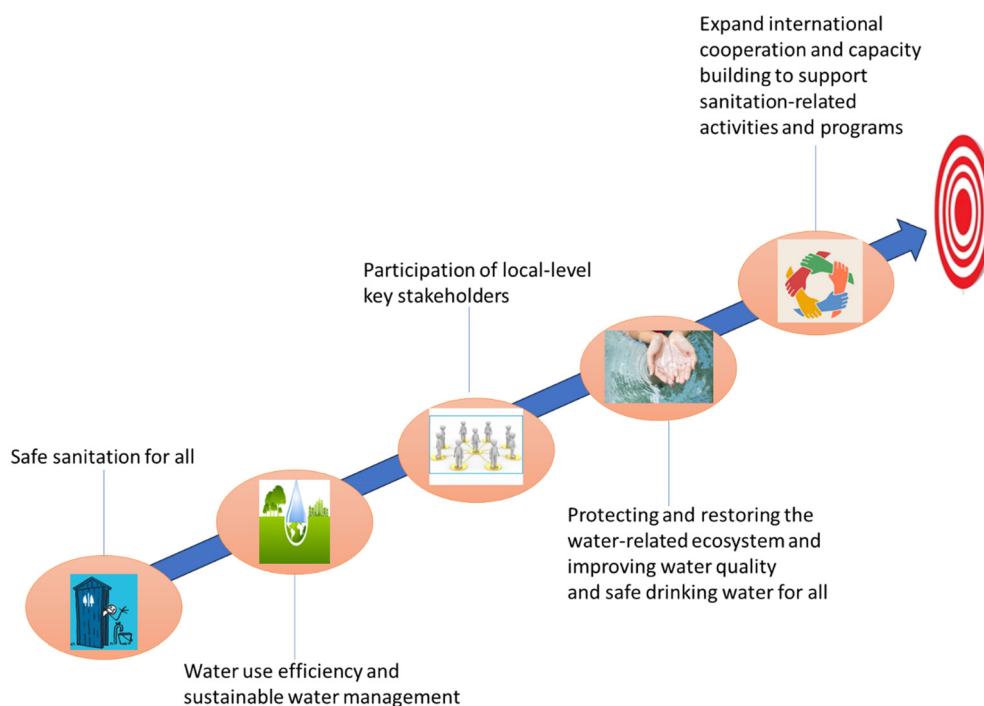 Expand international
cooperation and capacity
building to support
sanitation-related
activities and programs
Participation of local-level
key stakeholders
Safe sanitation for all
Protecting and restoring the
water-related ecosystem and
improving water quality
and safe drinking water for all
Water use efficiency and
sustainable water management